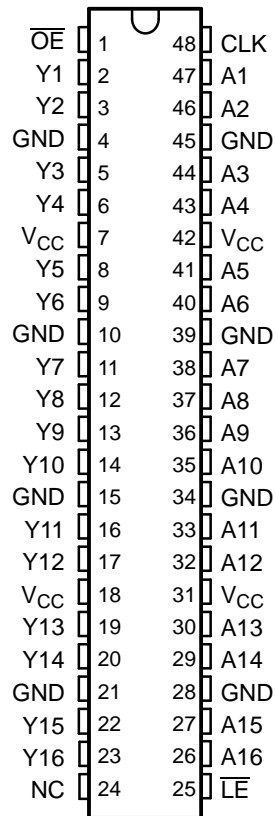 O̅E̅ 1 48 CLK
Y1 2 47 A1
Y2 3 46 A2
GND 4 45 GND
Y3 5 44 A3
Y4 6 43 A4
VCC 7 42 VCC
Y5 8 41 A5
Y6 9 40 A6
GND 10 39 GND
Y7 11 38 A7
Y8 12 37 A8
Y9 13 36 A9
Y10 14 35 A10
GND 15 34 GND
Y11 16 33 A11
Y12 17 32 A12
VCC 18 31 VCC
Y13 19 30 A13
Y14 20 29 A14
GND 21 28 GND
Y15 22 27 A15
Y16 23 26 A16
NC 24 25 L̅E̅